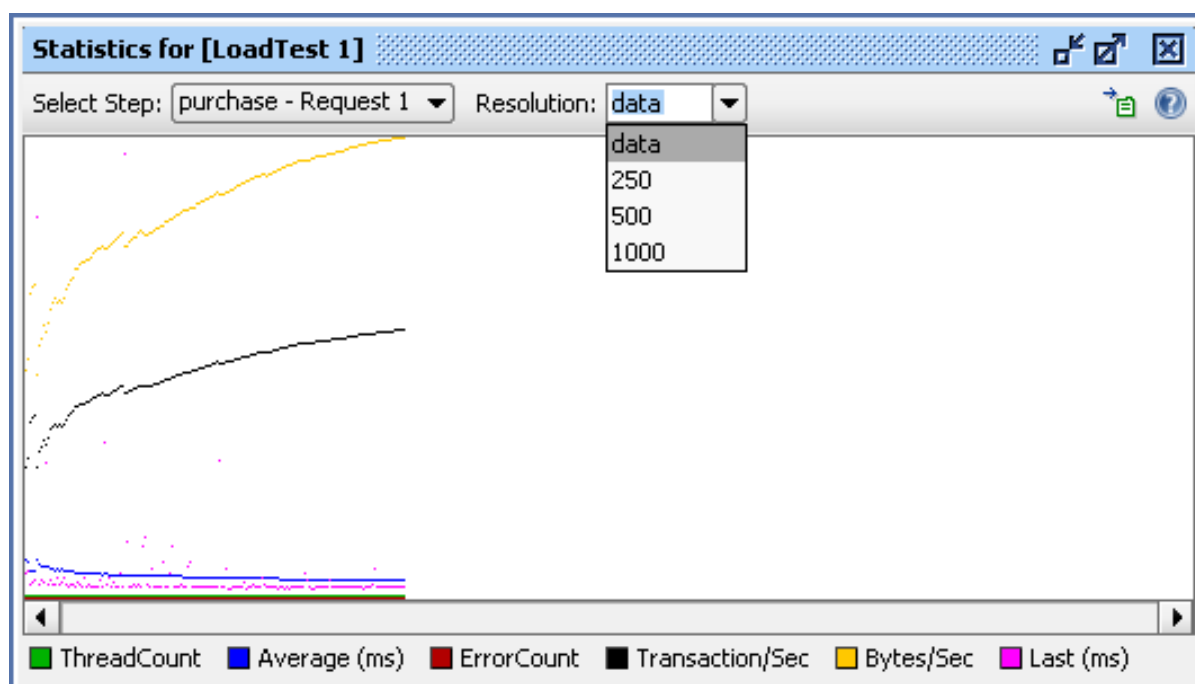 Statistics for [LoadTest 1]
Select Step: purchase - Request 1 Resolution: data
data
250
500
1000
ThreadCount Average (ms) ErrorCount Transaction/Sec Bytes/Sec Last (ms)